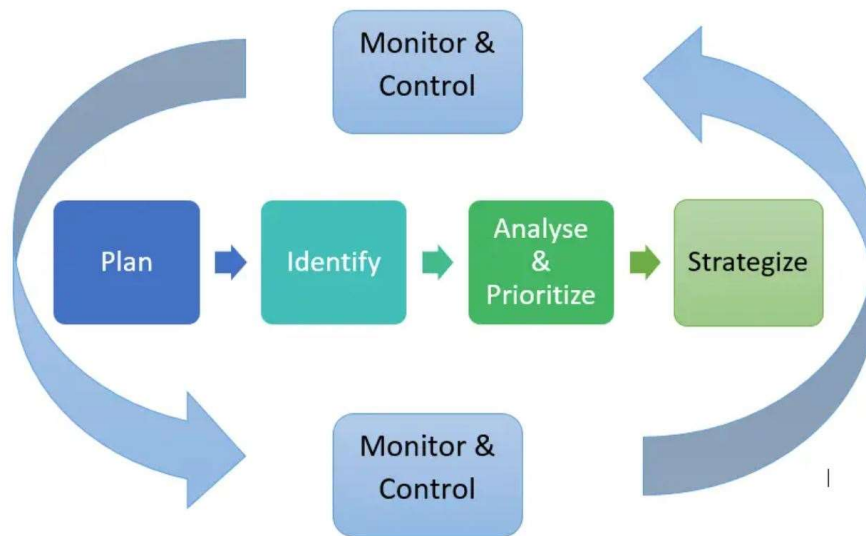 Monitor &
Control
Plan
Identify
Analyse
&
Prioritize
Strategize
Monitor &
Control